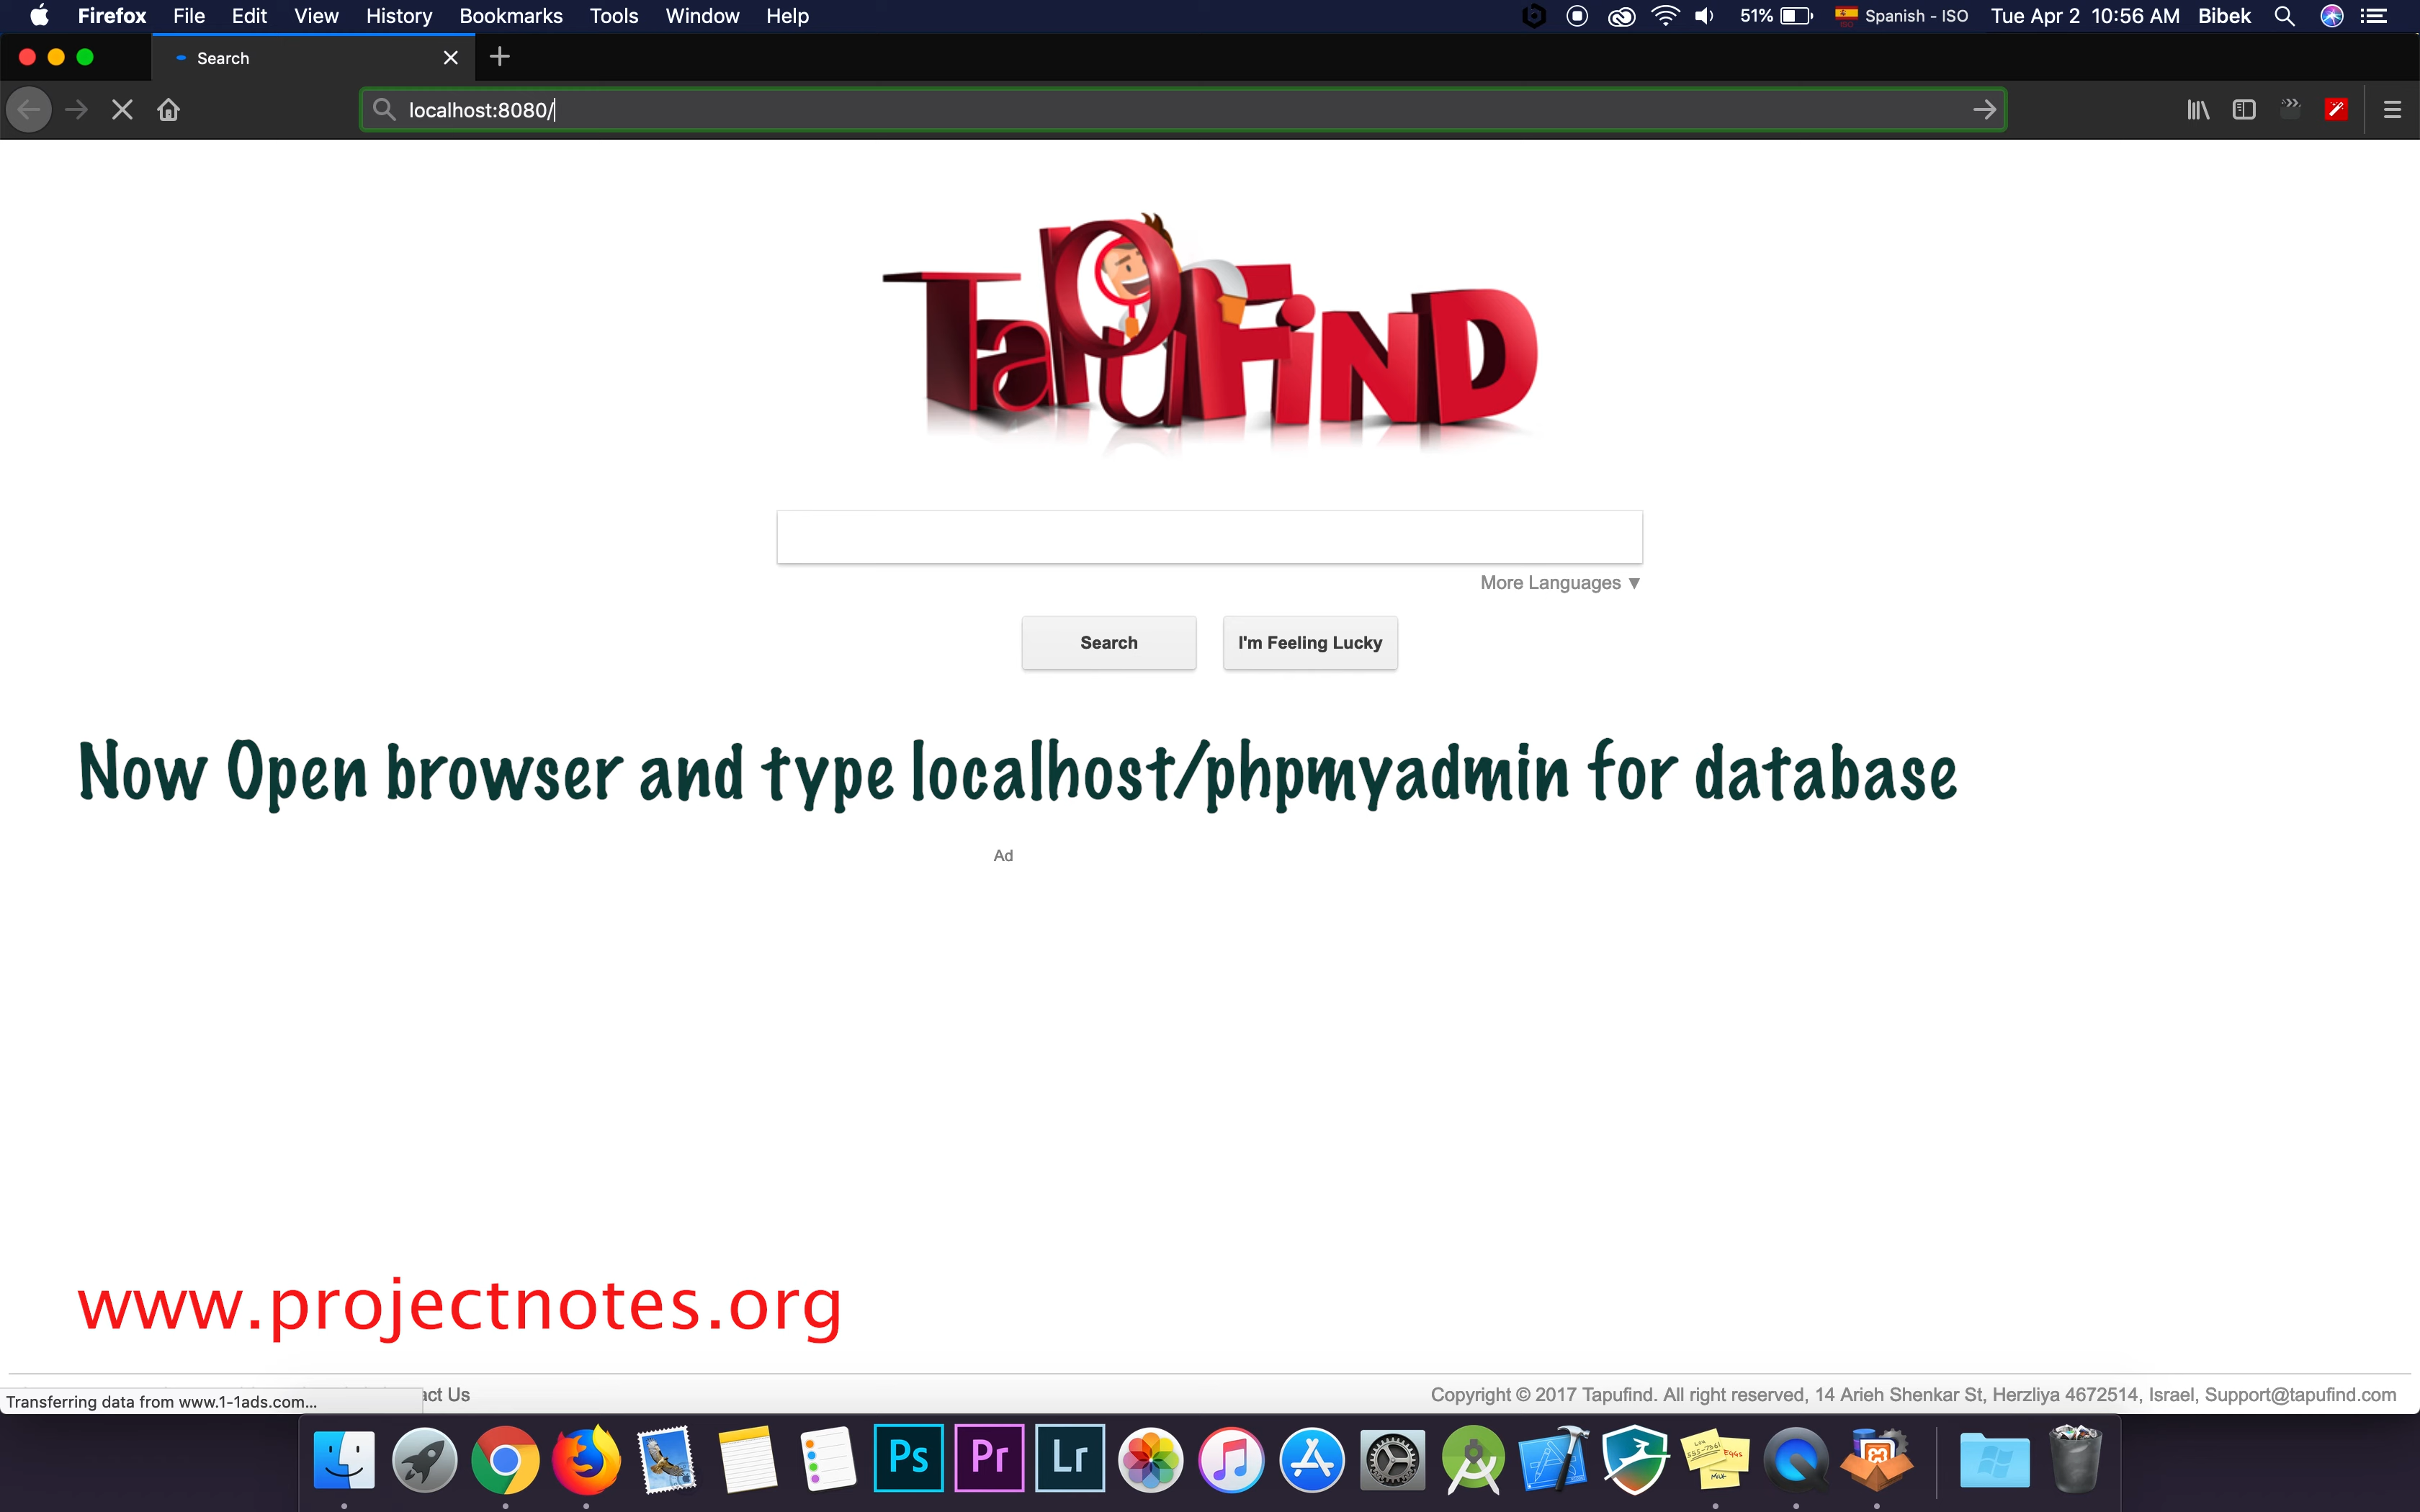 Firefox File Edit View History Bookmarks Tools Window Help 51% Spanish - ISO Tue Apr 2 10:56 AM Bibek
Search
localhost:8080/
TaPuFiND
More Languages ▼
Search I'm Feeling Lucky
Now Open browser and type localhost/phpmyadmin for database
Ad
www.projectnotes.org
act Us Copyright © 2017 Tapufind. All right reserved, 14 Arieh Shenkar St, Herzliya 4672514, Israel, Support@tapufind.com
Transferring data from www.1-1ads.com...
Ps Pr Lr